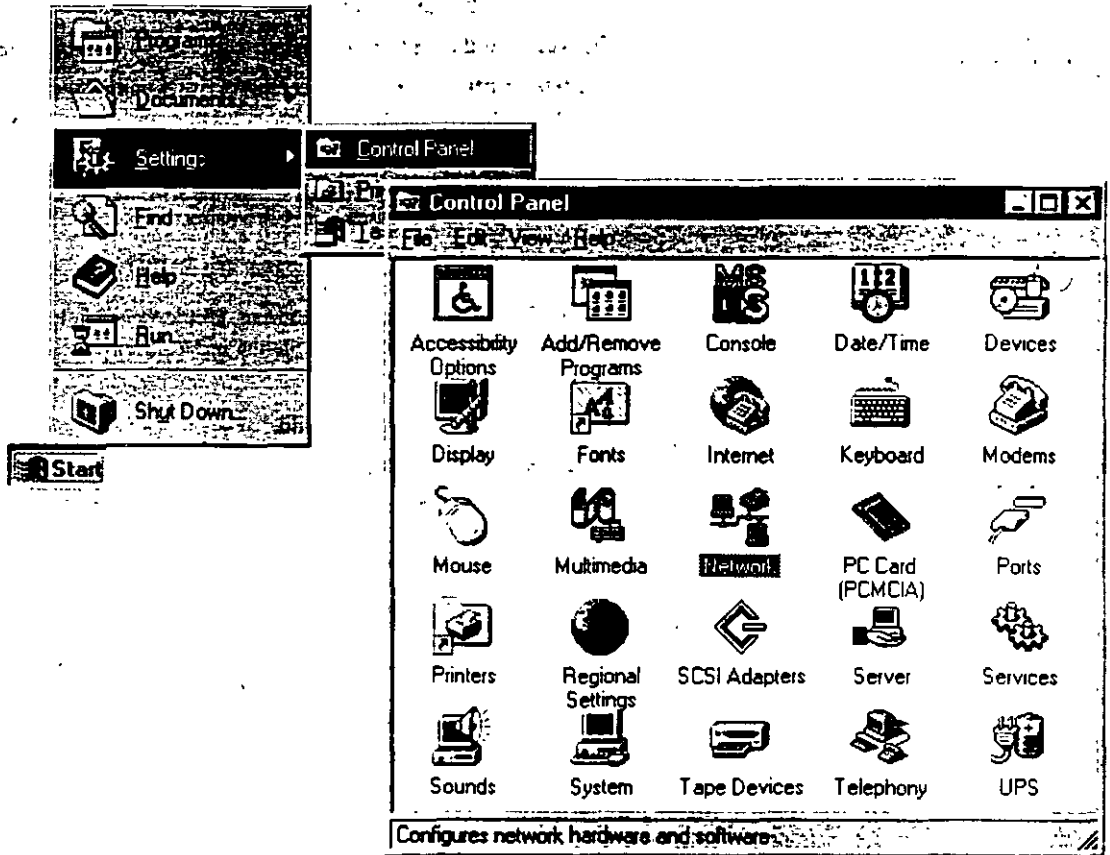 Programs
Documents
Settings
Find
Help
Run...
Shut Down...
Start
Control Panel
Control Panel
File Edit View Help
Accessibility Options
Add/Remove Programs
Console
Date/Time
Devices
Display
Fonts
Internet
Keyboard
Modems
Mouse
Multimedia
Network
PC Card (PCMCIA)
Ports
Printers
Regional Settings
SCSI Adapters
Server
Services
Sounds
System
Tape Devices
Telephony
UPS
Configures network hardware and software